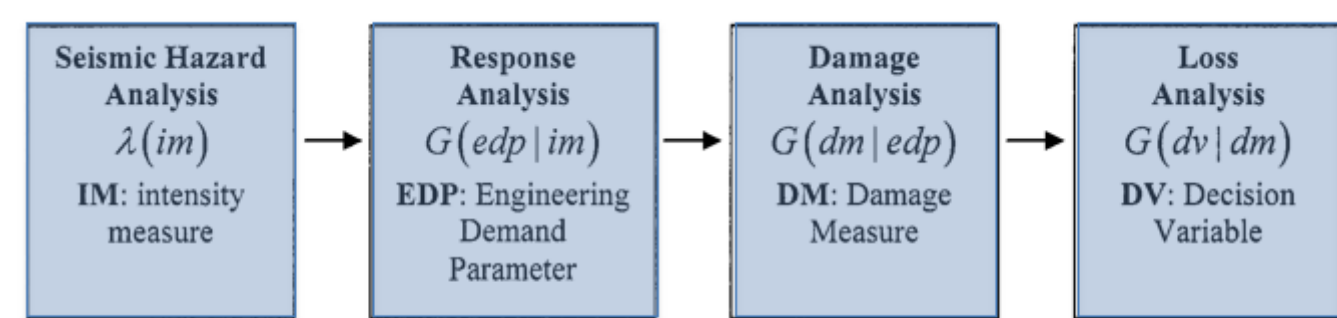 Seismic Hazard
Analysis
λ(im)
IM: intensity
measure
Response
Analysis
G(edp | im)
EDP: Engineering
Demand
Parameter
Damage
Analysis
G(dm | edp)
DM: Damage
Measure
Loss
Analysis
G(dv | dm)
DV: Decision
Variable